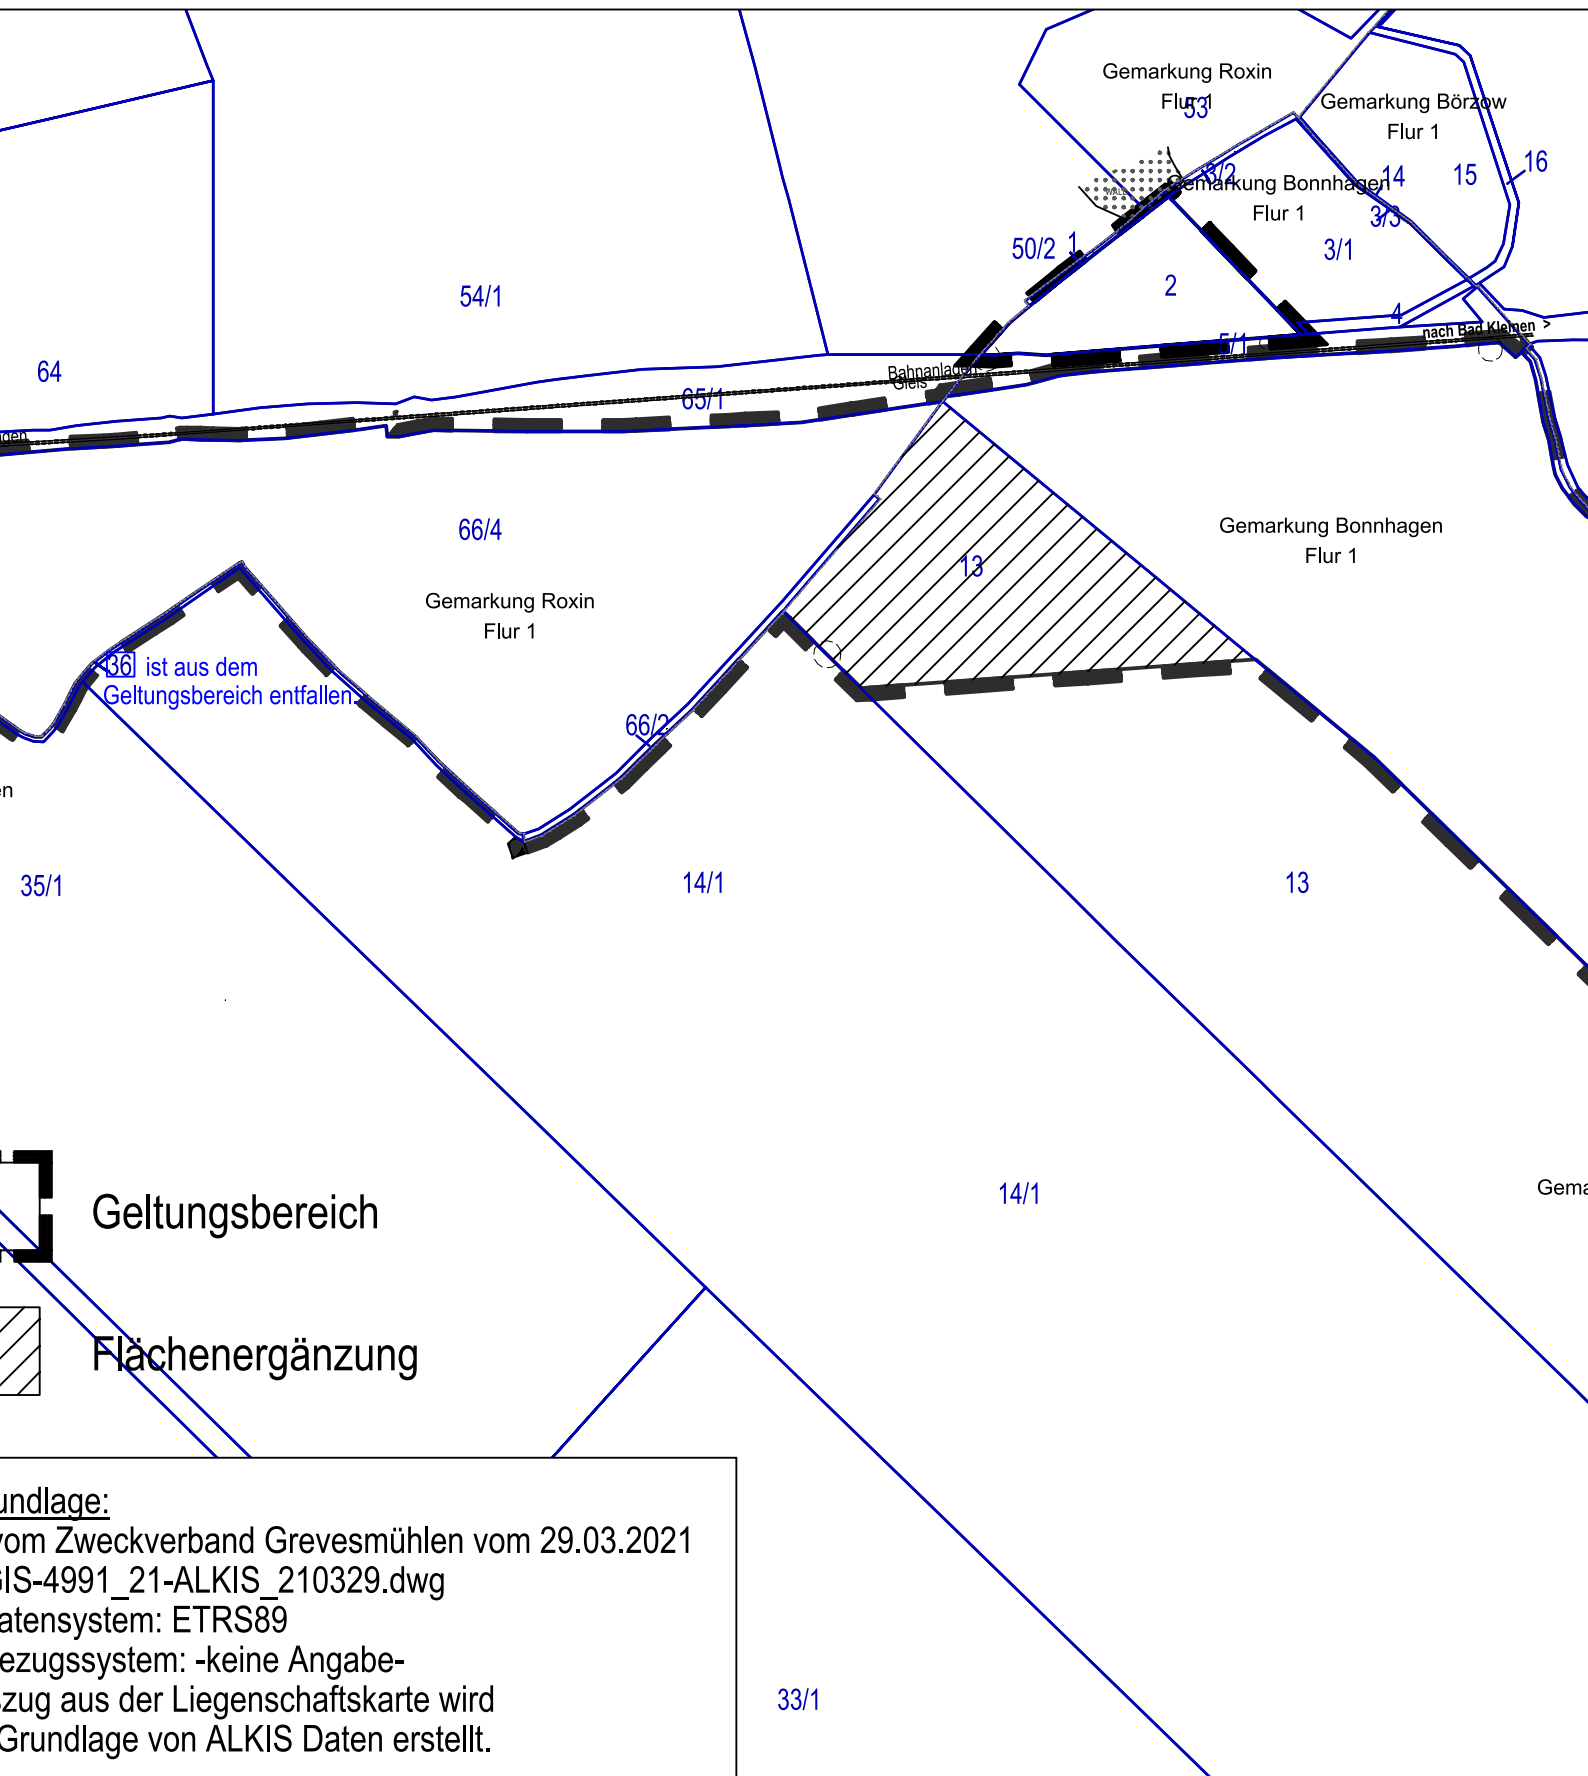 Gemarkung Roxin
Flur 1
53
Gemarkung Börzow
Flur 1
16
15
14
3/2
Gemarkung Bonnhagen
Flur 1
3/3
3/1
WALD
50/2
1
2
54/1
4
nach Bad Kleinen >
5/1
64
Bahnanlagen
Gleis
65/1
66/4
Gemarkung Bonnhagen
Flur 1
13
Gemarkung Roxin
Flur 1
36 ist aus dem
Geltungsbereich entfallen.
66/2
en
35/1
14/1
13
14/1
Gema
Geltungsbereich
Flächenergänzung
undlage:
vom Zweckverband Grevesmühlen vom 29.03.2021
GIS-4991_21-ALKIS_210329.dwg
atensystem: ETRS89
ezugssystem: -keine Angabe-
szug aus der Liegenschaftskarte wird
Grundlage von ALKIS Daten erstellt.
33/1